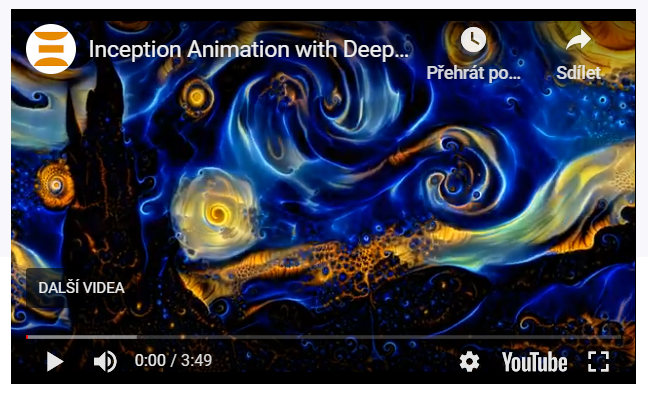 Inception Animation with Deep...
Přehrát po...
Sdílet
DALŠÍ VIDEA
0:00 / 3:49
YouTube